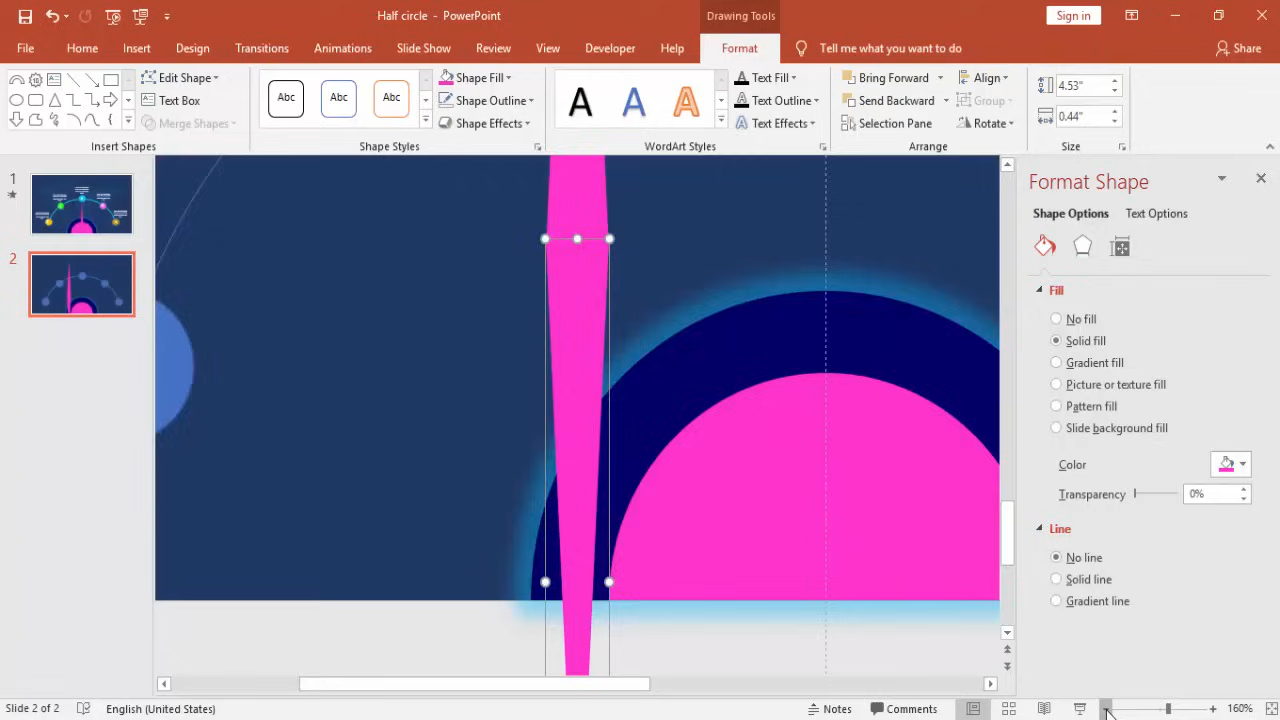 Half circle - PowerPoint
Drawing Tools
Sign in
File
Home
Insert
Design
Transitions
Animations
Slide Show
Review
View
Developer
Help
Format
Tell me what you want to do
Share
Edit Shape
Text Box
Merge Shapes
Insert Shapes
Abc
Abc
Abc
Shape Fill
Shape Outline
Shape Effects
Shape Styles
A
A
A
Text Fill
Text Outline
Text Effects
WordArt Styles
Bring Forward
Send Backward
Selection Pane
Align
Group
Rotate
Arrange
4.53"
0.44"
Size
1
2
Format Shape
Shape Options
Text Options
Fill
No fill
Solid fill
Gradient fill
Picture or texture fill
Pattern fill
Slide background fill
Color
Transparency
0%
Line
No line
Solid line
Gradient line
Slide 2 of 2
English (United States)
Notes
Comments
160%